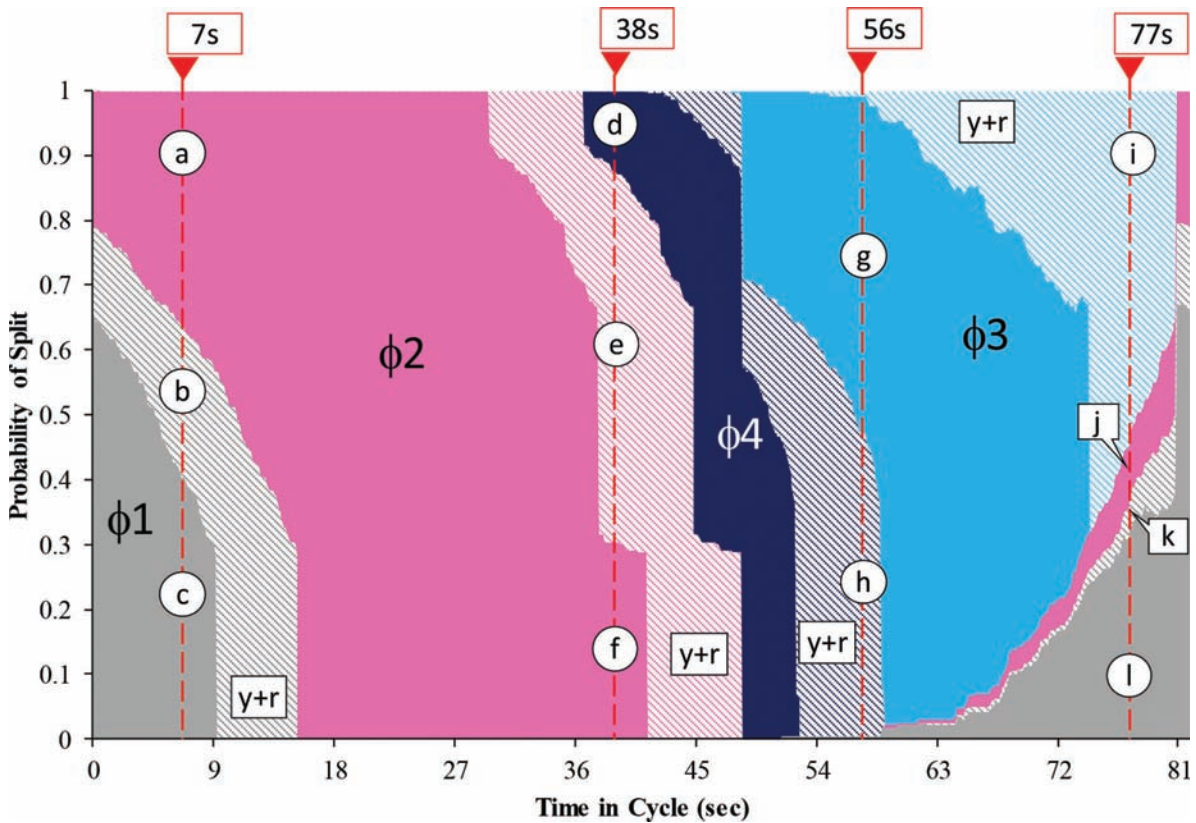 7s
38s
56s
77s
1
0.9
0.8
0.7
0.6
0.5
0.4
0.3
0.2
0.1
0
Probability of Split
a
b
c
d
e
f
g
h
i
j
k
l
ϕ1
ϕ2
ϕ3
ϕ4
y+r
y+r
y+r
y+r
0
9
18
27
36
45
54
63
72
81
Time in Cycle (sec)